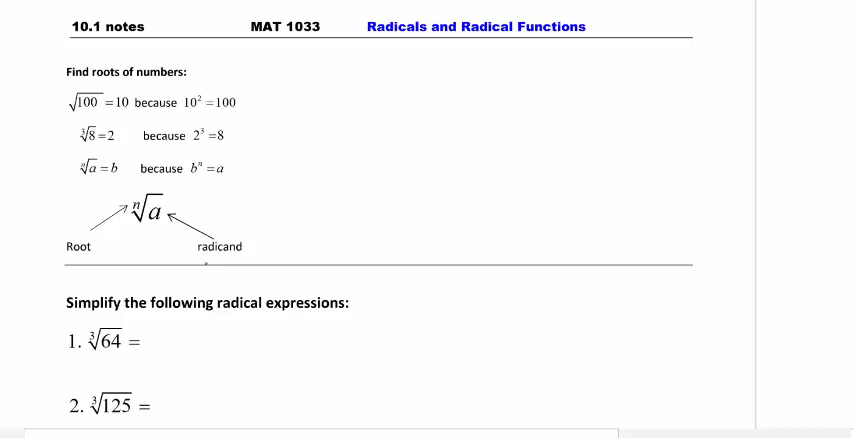 10.1 notes MAT 1033 Radicals and Radical Functions
Find roots of numbers:
√100 = 10 because 10² = 100
∛8 = 2 because 2³ = 8
ⁿ√a = b because bⁿ = a
ⁿ√a
Root radicand
Simplify the following radical expressions:
1. ∛64 =
2. ∛125 =